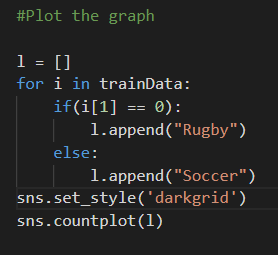 #Plot the graph
l = []
for i in trainData:
    if(i[1] == 0):
        l.append("Rugby")
    else:
        l.append("Soccer")
sns.set_style('darkgrid')
sns.countplot(l)